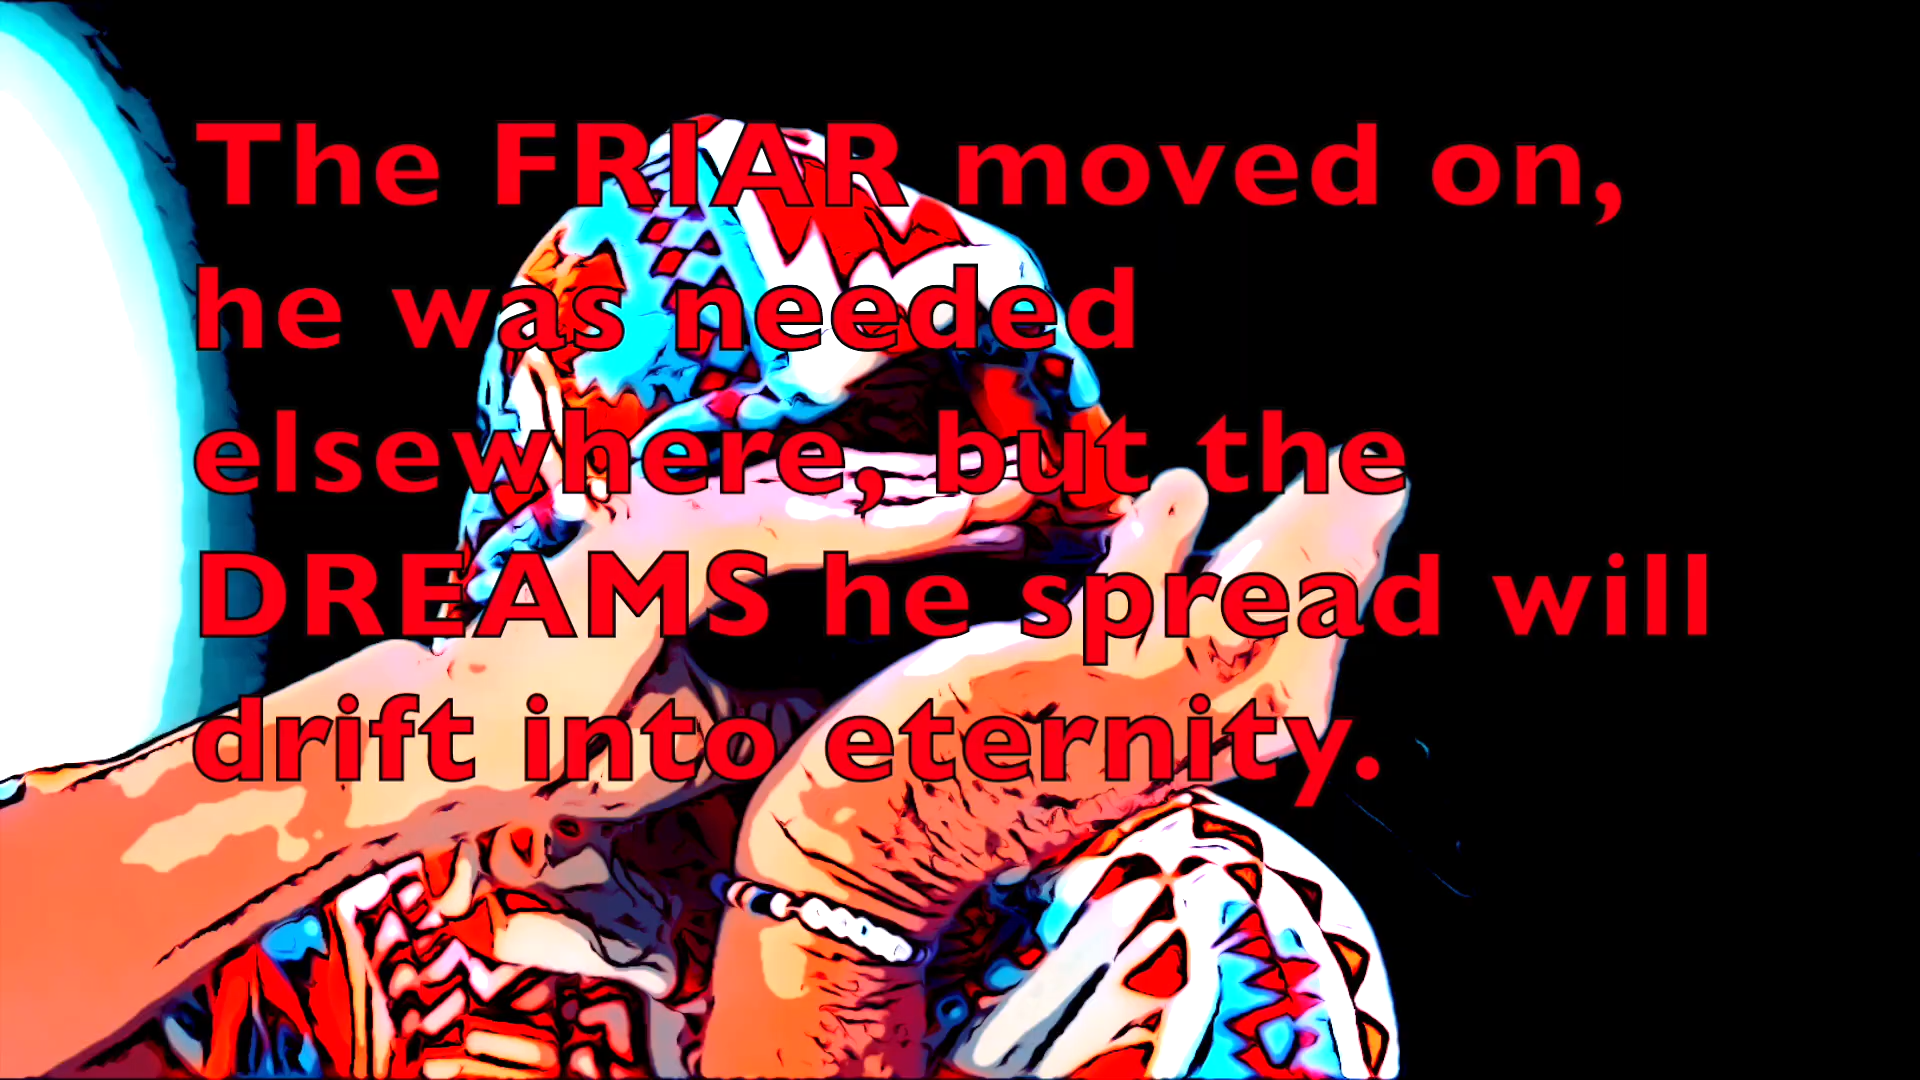 The FRIAR moved on,
he was needed
elsewhere, but the
DREAMS he spread will
drift into eternity.